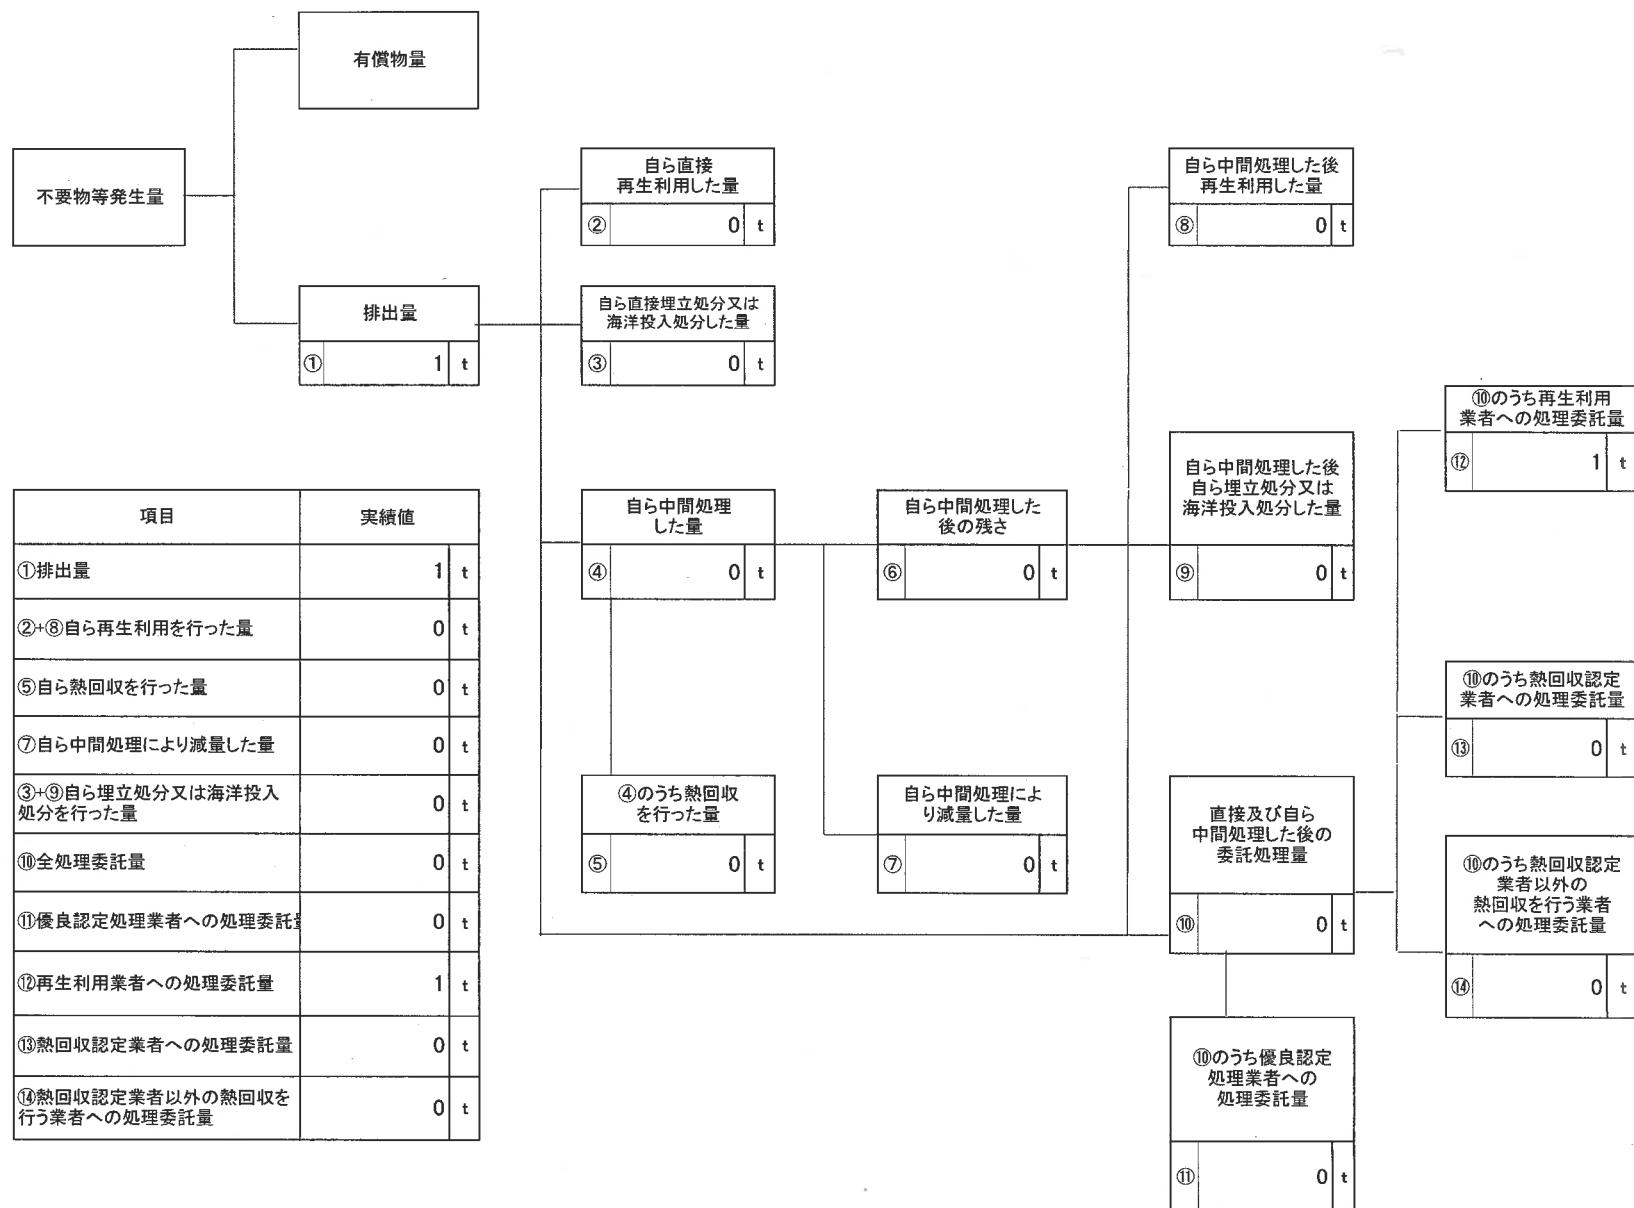 有償物量
不要物等発生量
排出量
① 1 t
自ら直接
再生利用した量
② 0 t
自ら直接埋立処分又は
海洋投入処分した量
③ 0 t
自ら中間処理
した量
④ 0 t
④のうち熱回収
を行った量
⑤ 0 t
自ら中間処理した
後の残さ
⑥ 0 t
自ら中間処理によ
り減量した量
⑦ 0 t
自ら中間処理した後
再生利用した量
⑧ 0 t
自ら中間処理した後
自ら埋立処分又は
海洋投入処分した量
⑨ 0 t
直接及び自ら
中間処理した後の
委託処理量
⑩ 0 t
⑩のうち優良認定
処理業者への
処理委託量
⑪ 0 t
⑩のうち再生利用
業者への処理委託量
⑫ 1 t
⑩のうち熱回収認定
業者への処理委託量
⑬ 0 t
⑩のうち熱回収認定
業者以外の
熱回収を行う業者
への処理委託量
⑭ 0 t
項目 実績値
①排出量 1 t
②+⑧自ら再生利用を行った量 0 t
⑤自ら熱回収を行った量 0 t
⑦自ら中間処理により減量した量 0 t
③+⑨自ら埋立処分又は海洋投入
処分を行った量 0 t
⑩全処理委託量 0 t
⑪優良認定処理業者への処理委託 0 t
⑫再生利用業者への処理委託量 1 t
⑬熱回収認定業者への処理委託量 0 t
⑭熱回収認定業者以外の熱回収を
行う業者への処理委託量 0 t